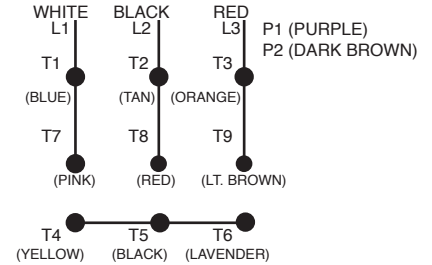 WHITE BLACK RED
L1 L2 L3 P1 (PURPLE)
P2 (DARK BROWN)
T1 T2 T3
(BLUE) (TAN) (ORANGE)
T7 T8 T9
(PINK) (RED) (LT. BROWN)
T4 T5 T6
(YELLOW) (BLACK) (LAVENDER)